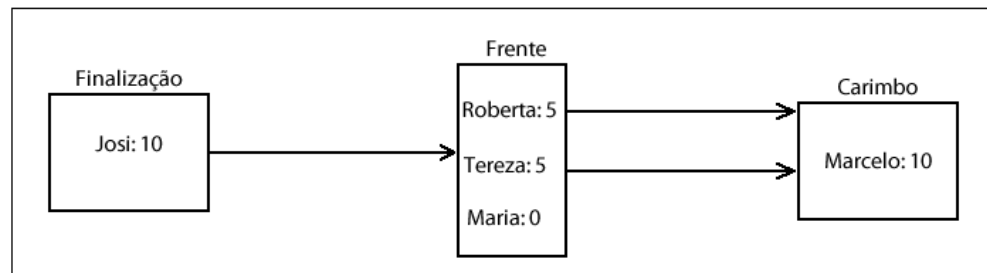 Finalização
Josi: 10
Frente
Roberta: 5
Tereza: 5
Maria: 0
Carimbo
Marcelo: 10